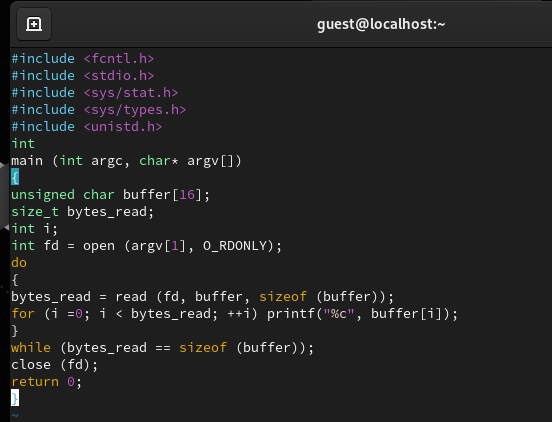 guest@localhost:~
#include <fcntl.h>
#include <stdio.h>
#include <sys/stat.h>
#include <sys/types.h>
#include <unistd.h>
int
main (int argc, char* argv[])
{
unsigned char buffer[16];
size_t bytes_read;
int i;
int fd = open (argv[1], O_RDONLY);
do
{
bytes_read = read (fd, buffer, sizeof (buffer));
for (i =0; i < bytes_read; ++i) printf("%c", buffer[i]);
}
while (bytes_read == sizeof (buffer));
close (fd);
return 0;
}
~